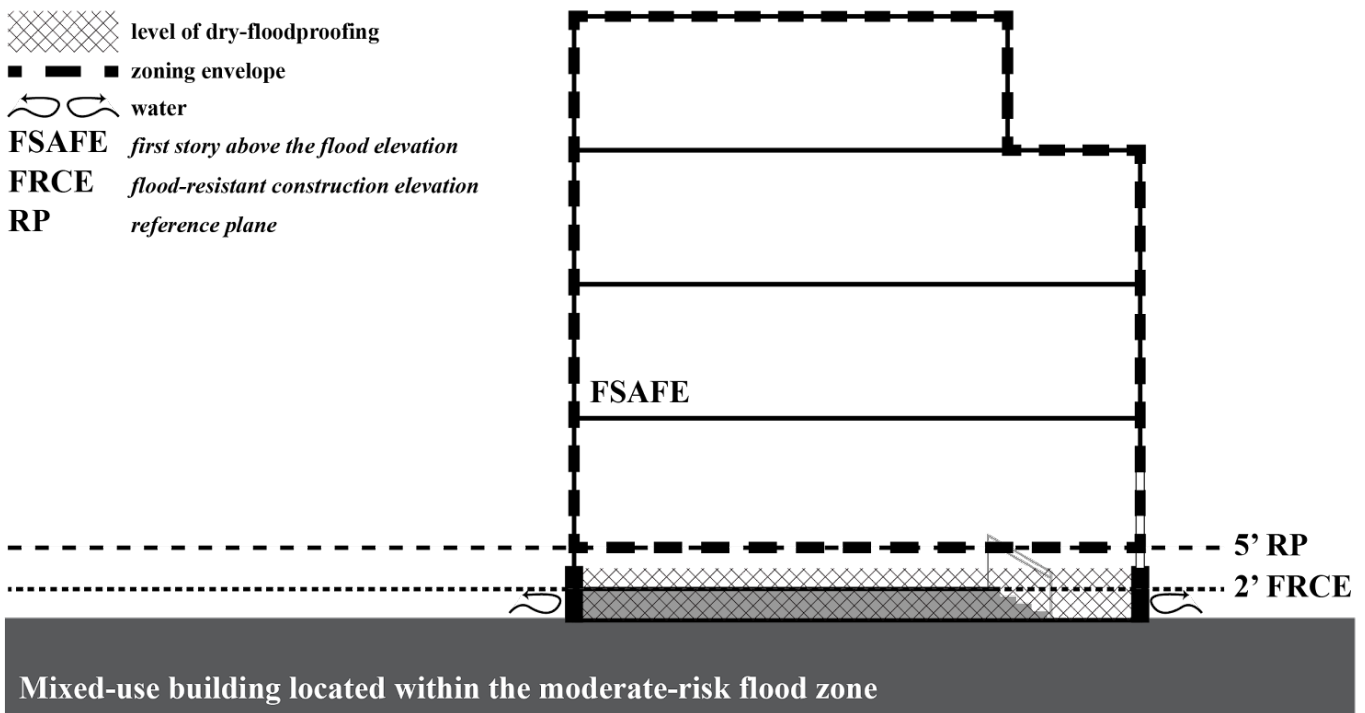 level of dry-floodproofing
zoning envelope
water
FSAFE first story above the flood elevation
FRCE flood-resistant construction elevation
RP reference plane
FSAFE
5’ RP
2’ FRCE
Mixed-use building located within the moderate-risk flood zone